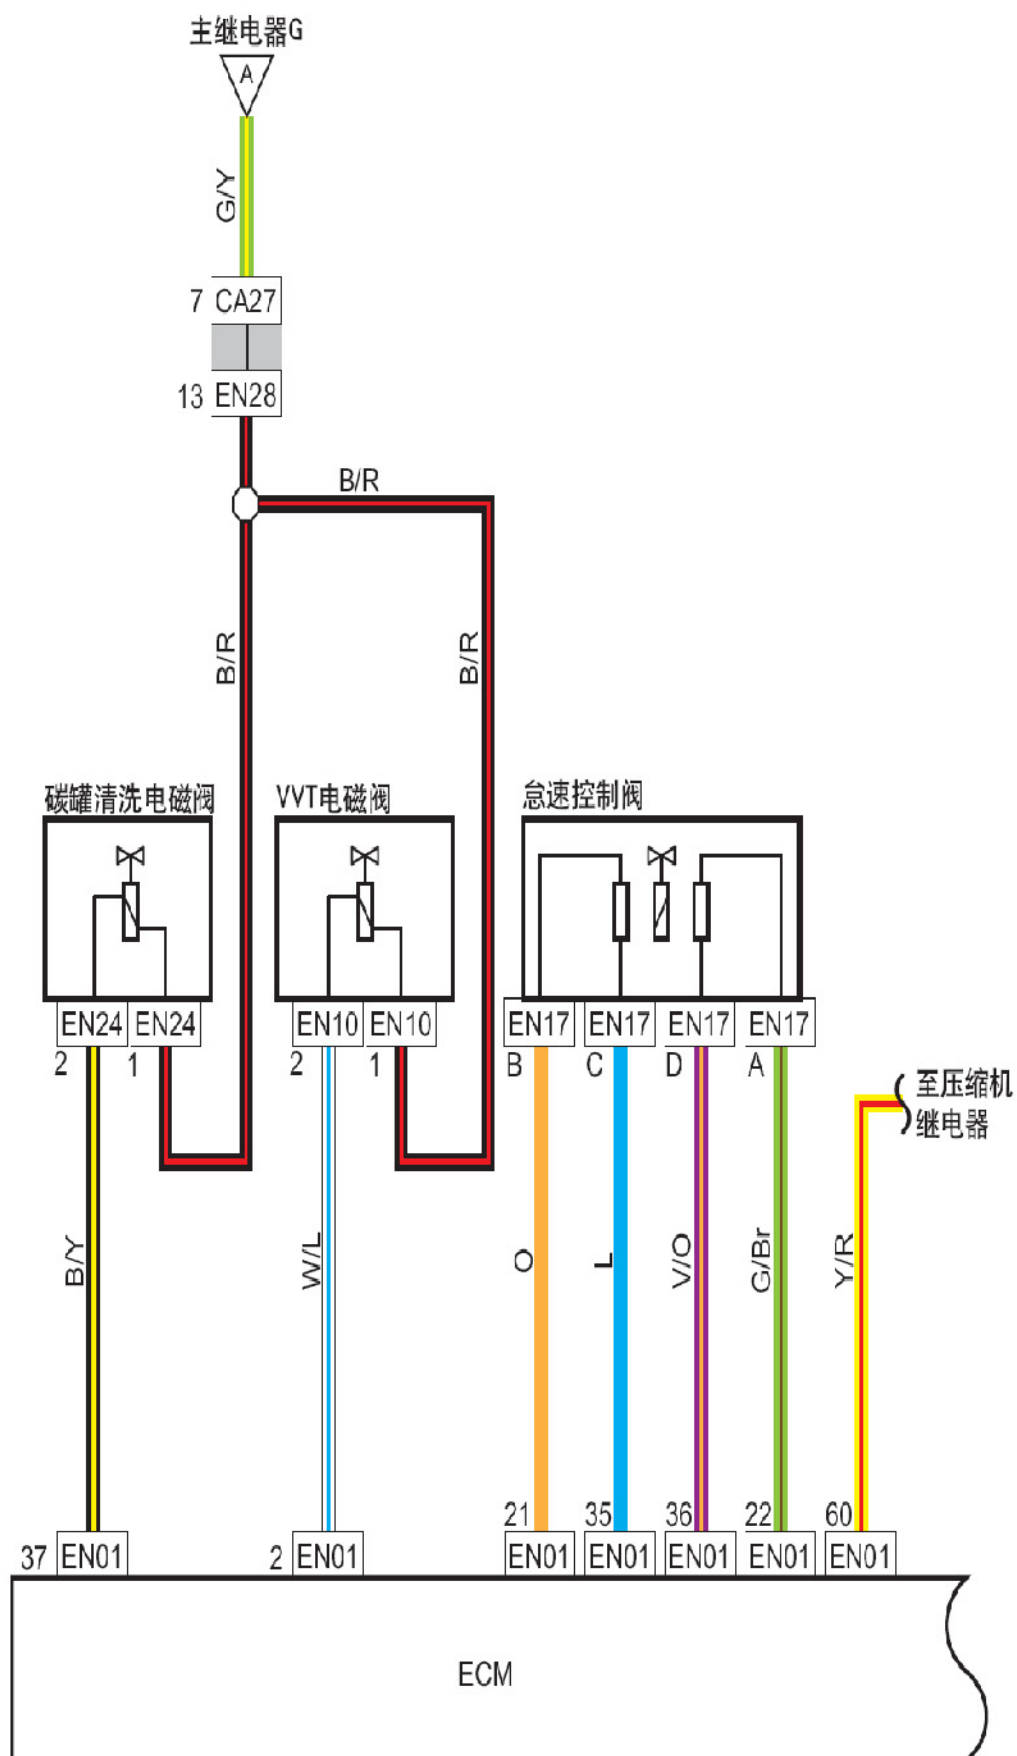 主继电器G
A
G/Y
7 CA27
13 EN28
B/R
B/R
B/R
碳罐清洗电磁阀
VVT电磁阀
怠速控制阀
EN24 EN24 EN10 EN10 EN17 EN17 EN17 EN17
2 1 2 1 B C D A
至压缩机
继电器
B/Y W/L O L V/O G/Br Y/R
21 35 36 22 60
37 EN01 2 EN01 EN01 EN01 EN01 EN01 EN01
ECM